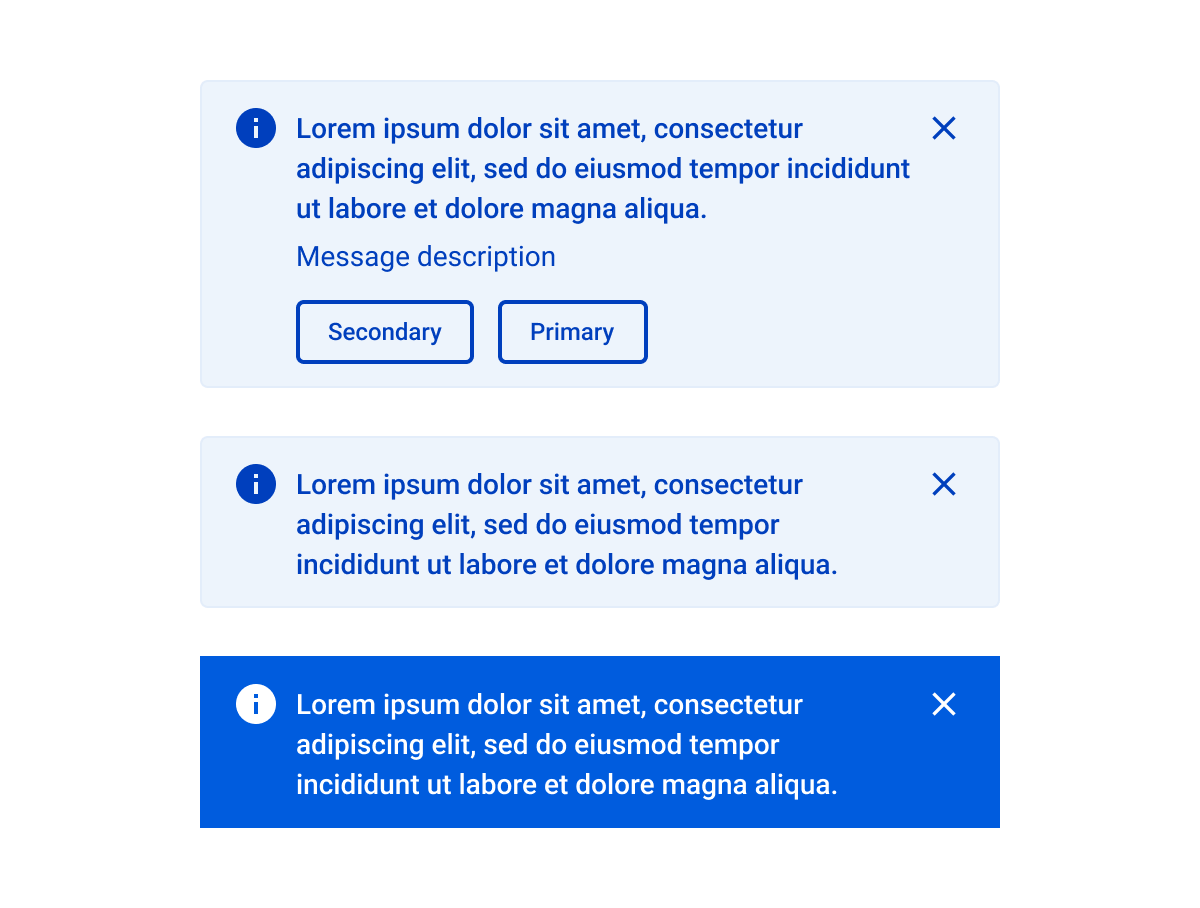 Lorem ipsum dolor sit amet, consectetur
adipiscing elit, sed do eiusmod tempor incididunt
ut labore et dolore magna aliqua.
Message description
Secondary
Primary
Lorem ipsum dolor sit amet, consectetur
adipiscing elit, sed do eiusmod tempor
incididunt ut labore et dolore magna aliqua.
Lorem ipsum dolor sit amet, consectetur
adipiscing elit, sed do eiusmod tempor
incididunt ut labore et dolore magna aliqua.